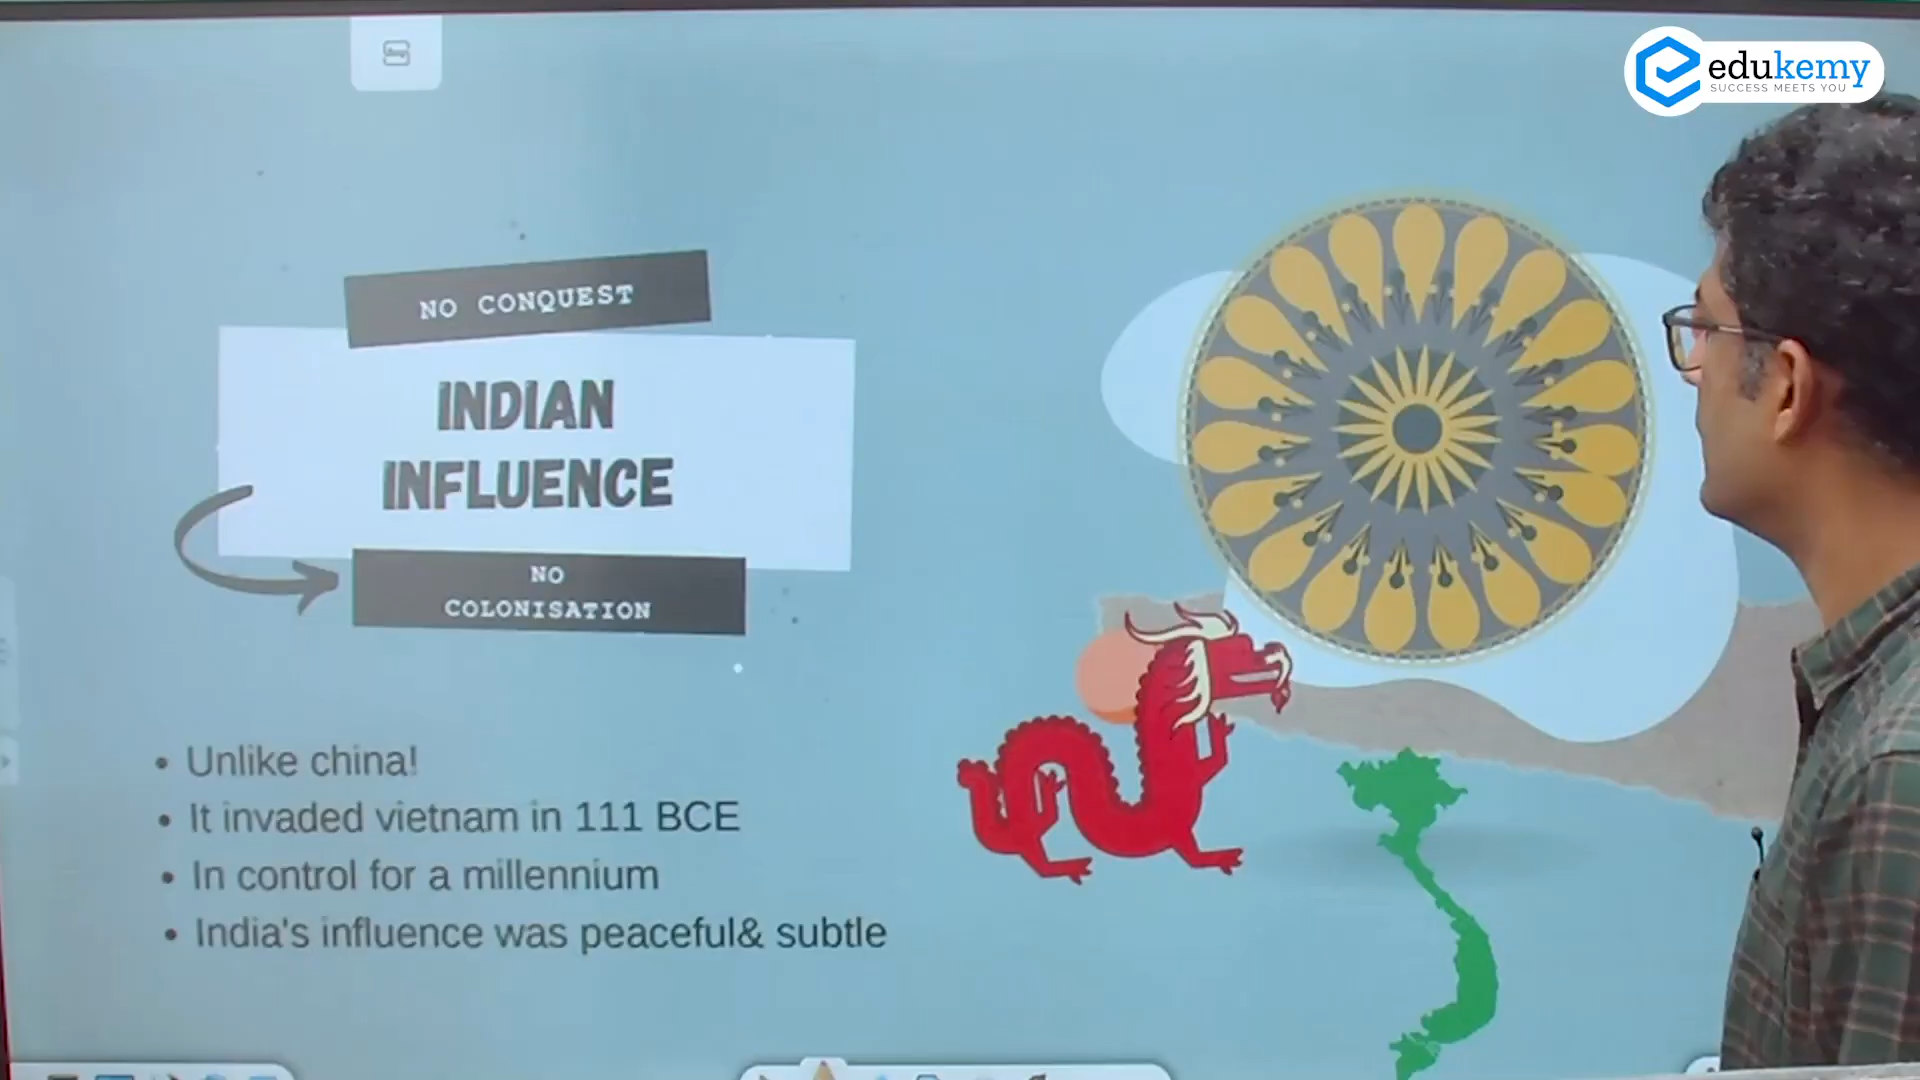 edukemy
SUCCESS MEETS YOU
NO CONQUEST
INDIAN
INFLUENCE
NO
COLONISATION
• Unlike china!
• It invaded vietnam in 111 BCE
• In control for a millennium
• India's influence was peaceful& subtle